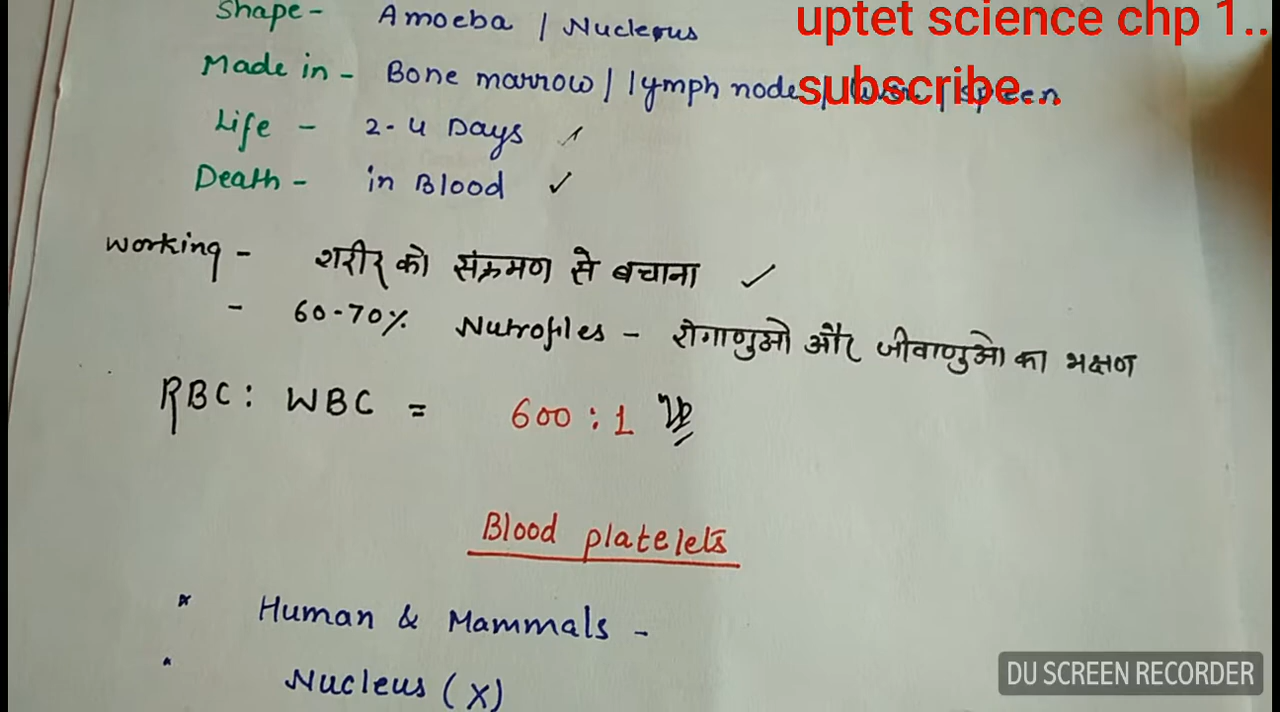 Shape - Amoeba / Nucleous
uptet science chp 1..
Made in - Bone marrow / lymph node /
subscribe...
Life - 2-4 Days
Death - in Blood ✓
Working - शरीर को संक्रमण से बचाना ✓
- 60-70% Nutrofiles - रोगाणुओ और जीवाणुओ का भक्षण
RBC : WBC = 600 : 1
Blood platelets
* Human & Mammals -
* Nucleus (X)
DU SCREEN RECORDER